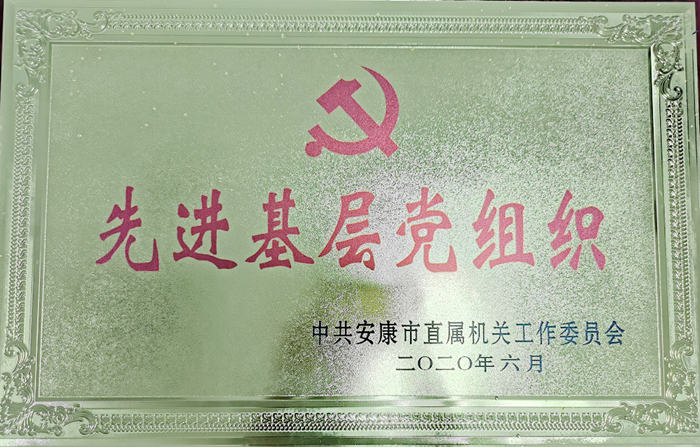 先进基层党组织
中共安康市直属机关工作委员会
二〇二〇年六月